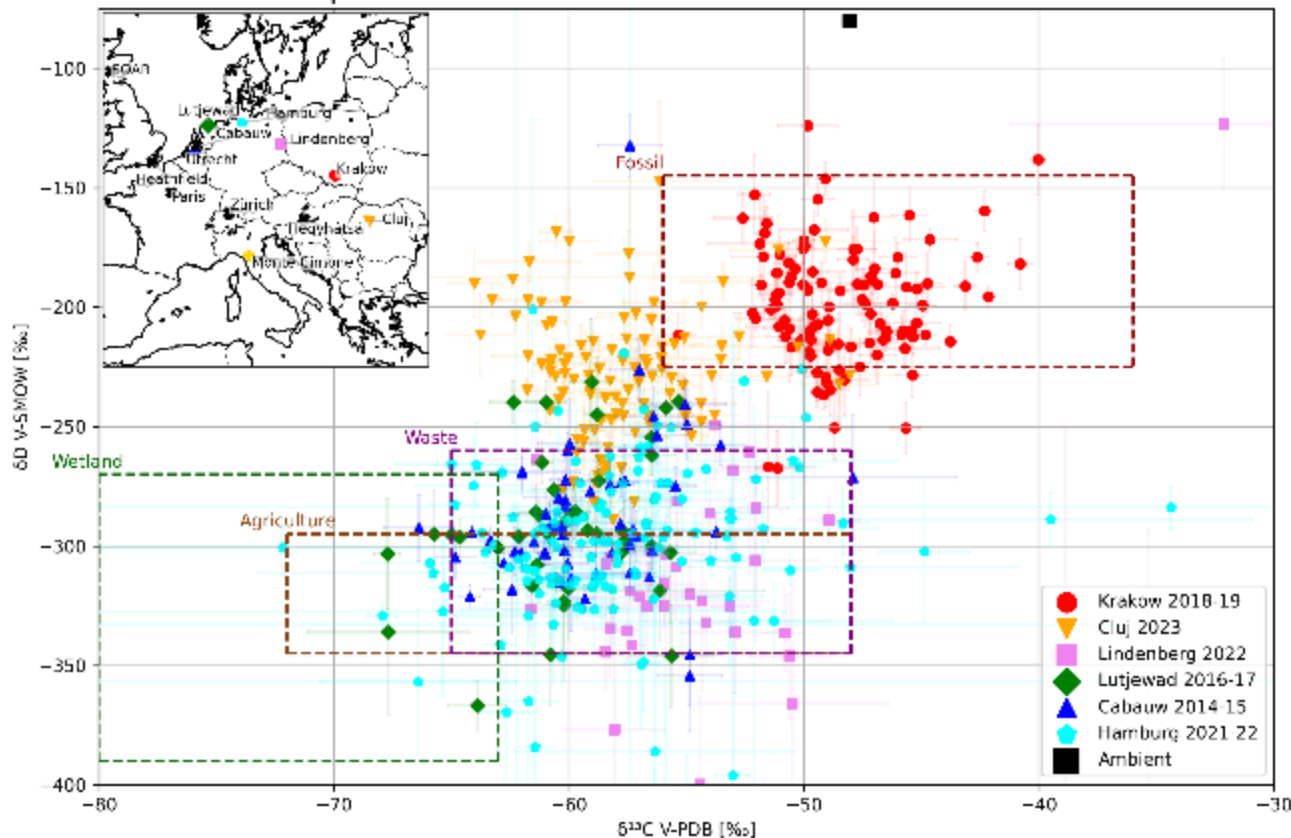 −100
−150
−200
−250
−300
−350
−400
−80
−70
−60
−50
−40
−30
δD V-SMOW [‰]
δ¹³C V-PDB [‰]
Lutjewad
Hamburg
Cabauw
Lindenberg
Utrecht
Krakow
Heathfield
Paris
Zürich
Cluj
Monte Cimone
Fossil
Waste
Wetland
Agriculture
Krakow 2018-19
Cluj 2023
Lindenberg 2022
Lutjewad 2016-17
Cabauw 2014-15
Hamburg 2021-22
Ambient